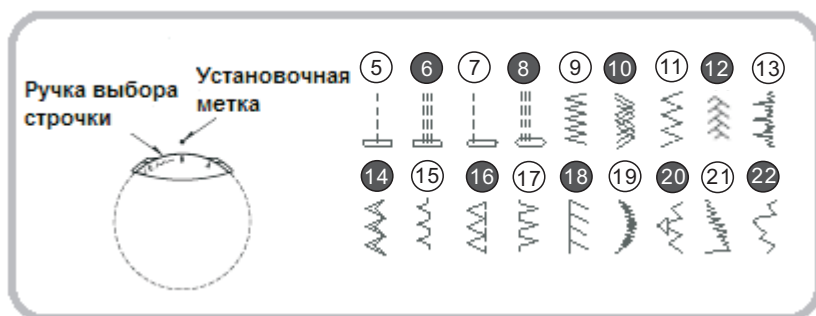 Ручка выбора
строчки
Установочная
метка
5 6 7 8 9 10 11 12 13
14 15 16 17 18 19 20 21 22